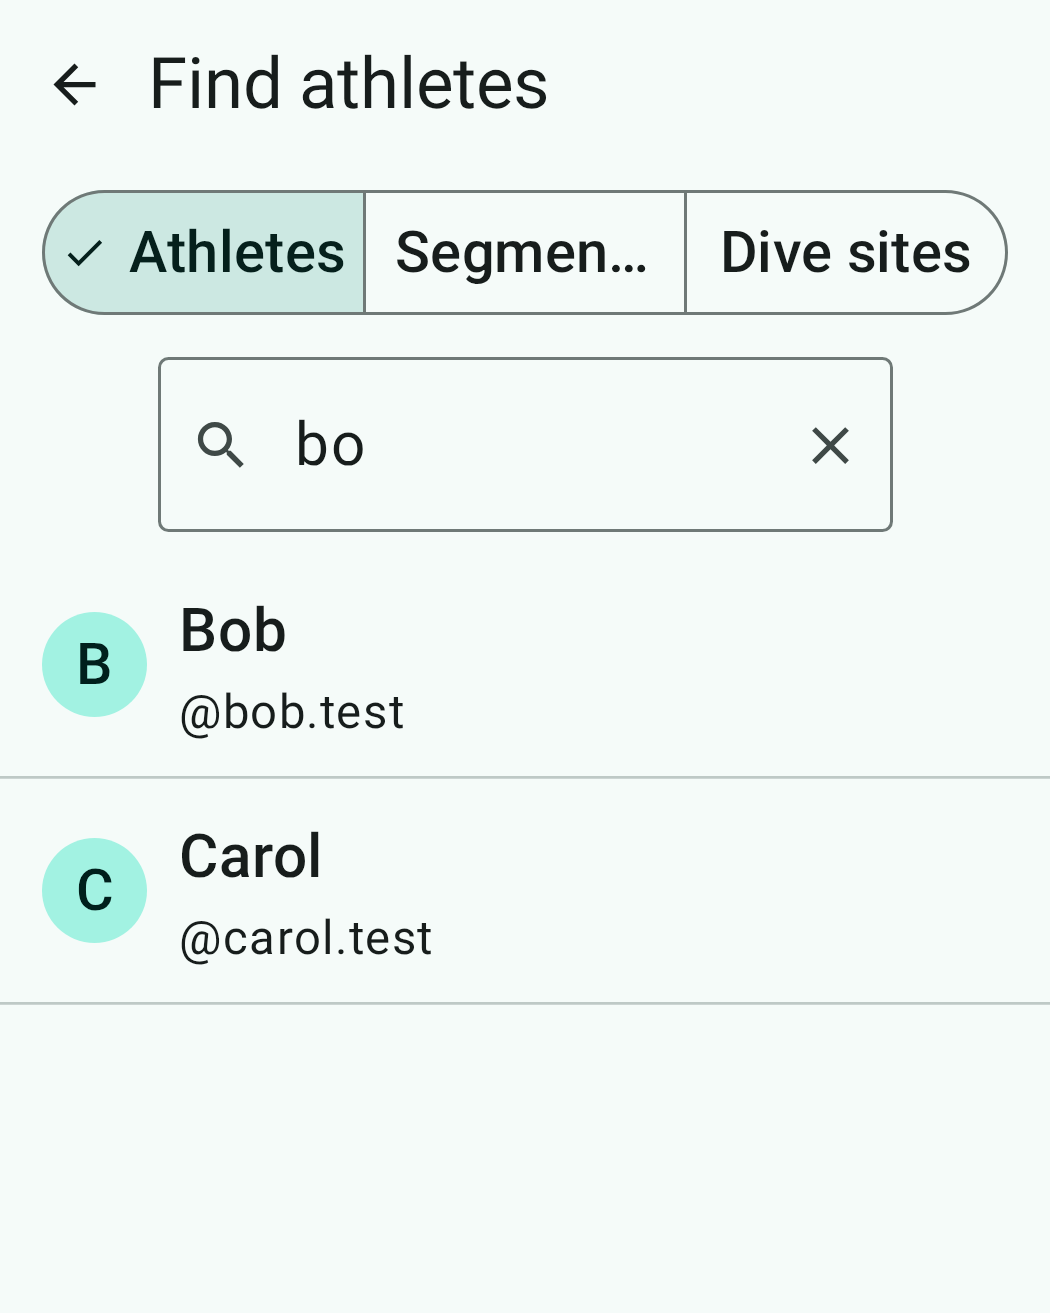 Find athletes
Athletes Segmen… Dive sites
bo
B
Bob
@bob.test
C
Carol
@carol.test